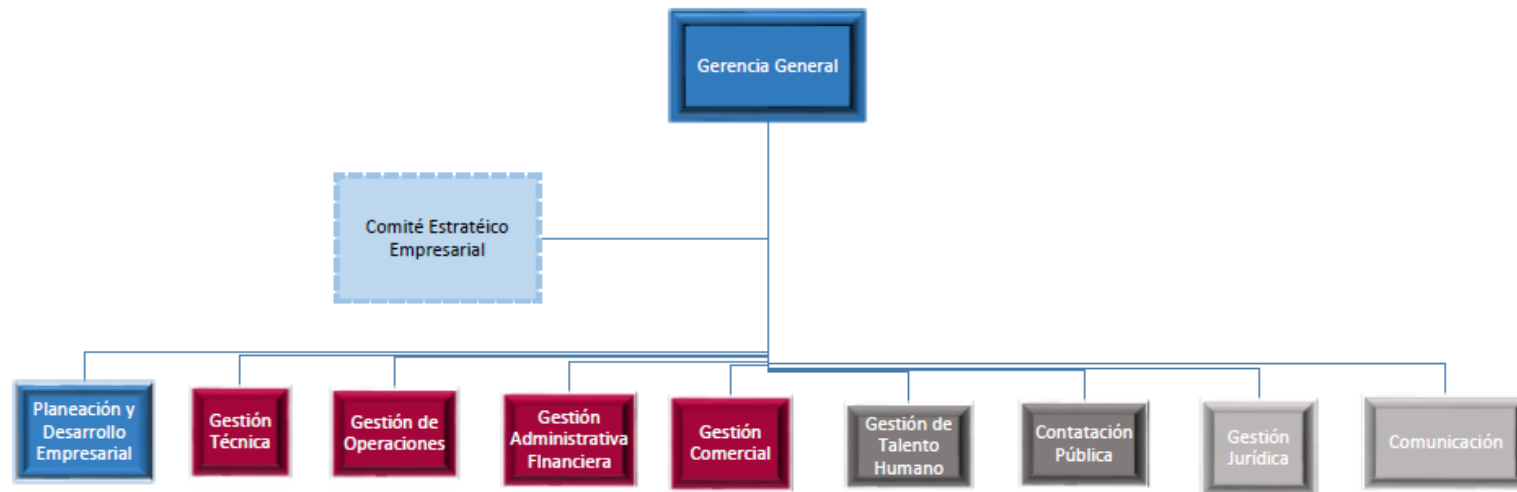 Gerencia General
Comité Estratéico
Empresarial
Planeación y
Desarrollo
Empresarial
Gestión
Técnica
Gestión de
Operaciones
Gestión
Administrativa
FInanciera
Gestión
Comercial
Gestión de
Talento
Humano
Contatación
Pública
Gestión
Jurídica
Comunicación